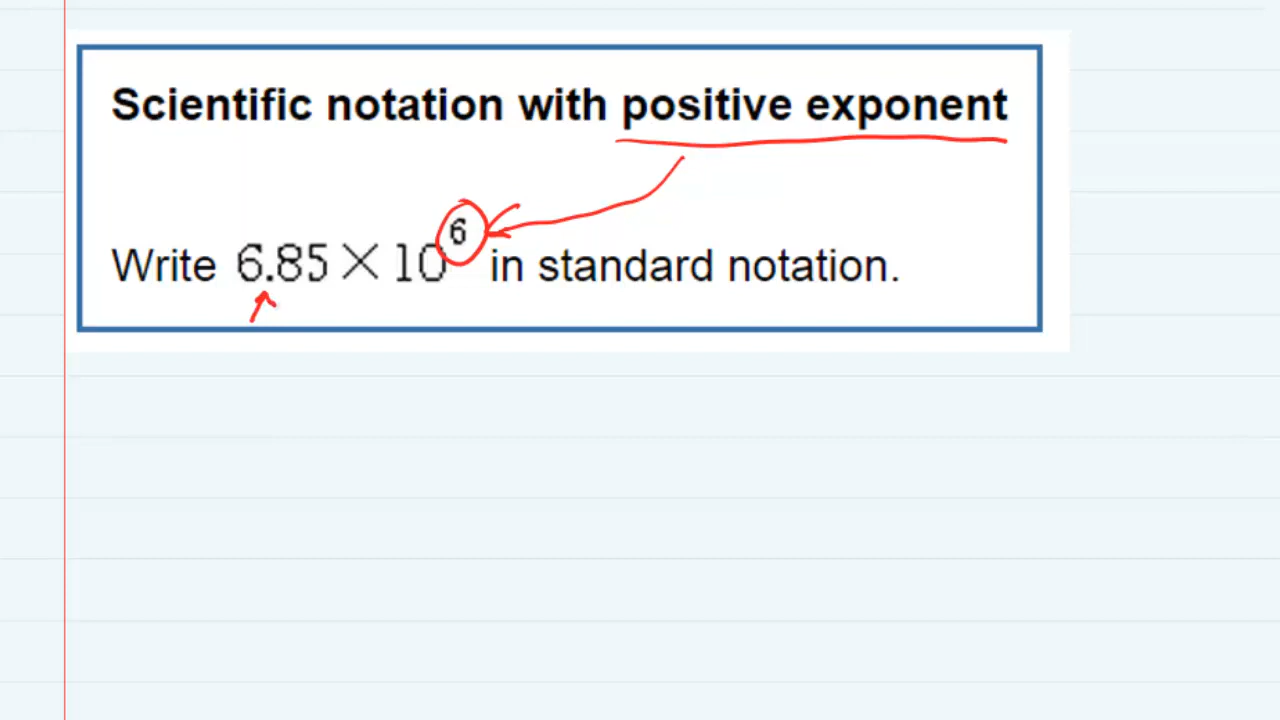 Scientific notation with positive exponent
Write 6.85 × 10⁶ in standard notation.